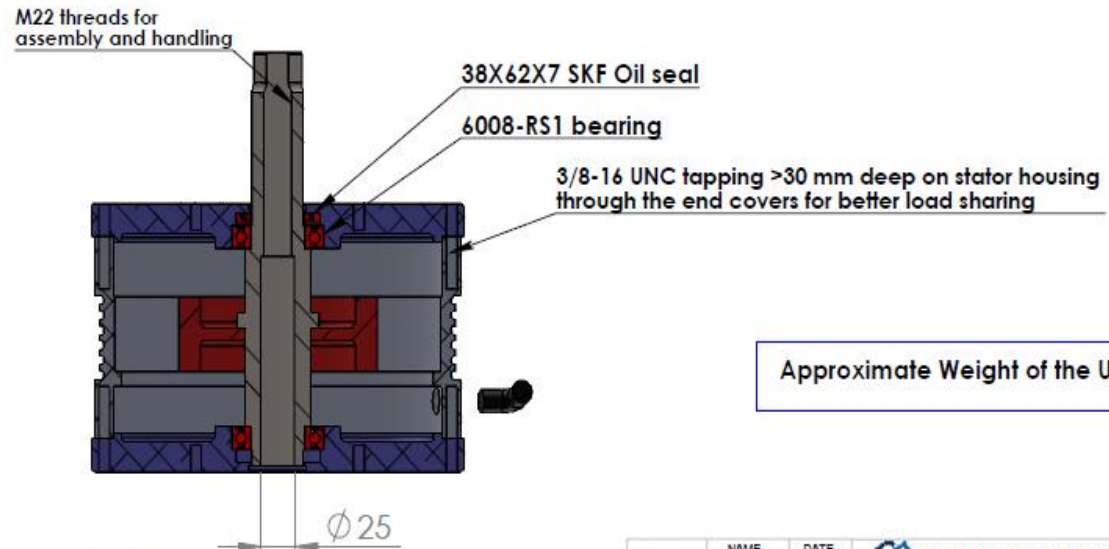 M22 threads for
assembly and handling
38X62X7 SKF Oil seal
6008-RS1 bearing
3/8-16 UNC tapping >30 mm deep on stator housing
through the end covers for better load sharing
Approximate Weight of the U
∅25
NAME DATE